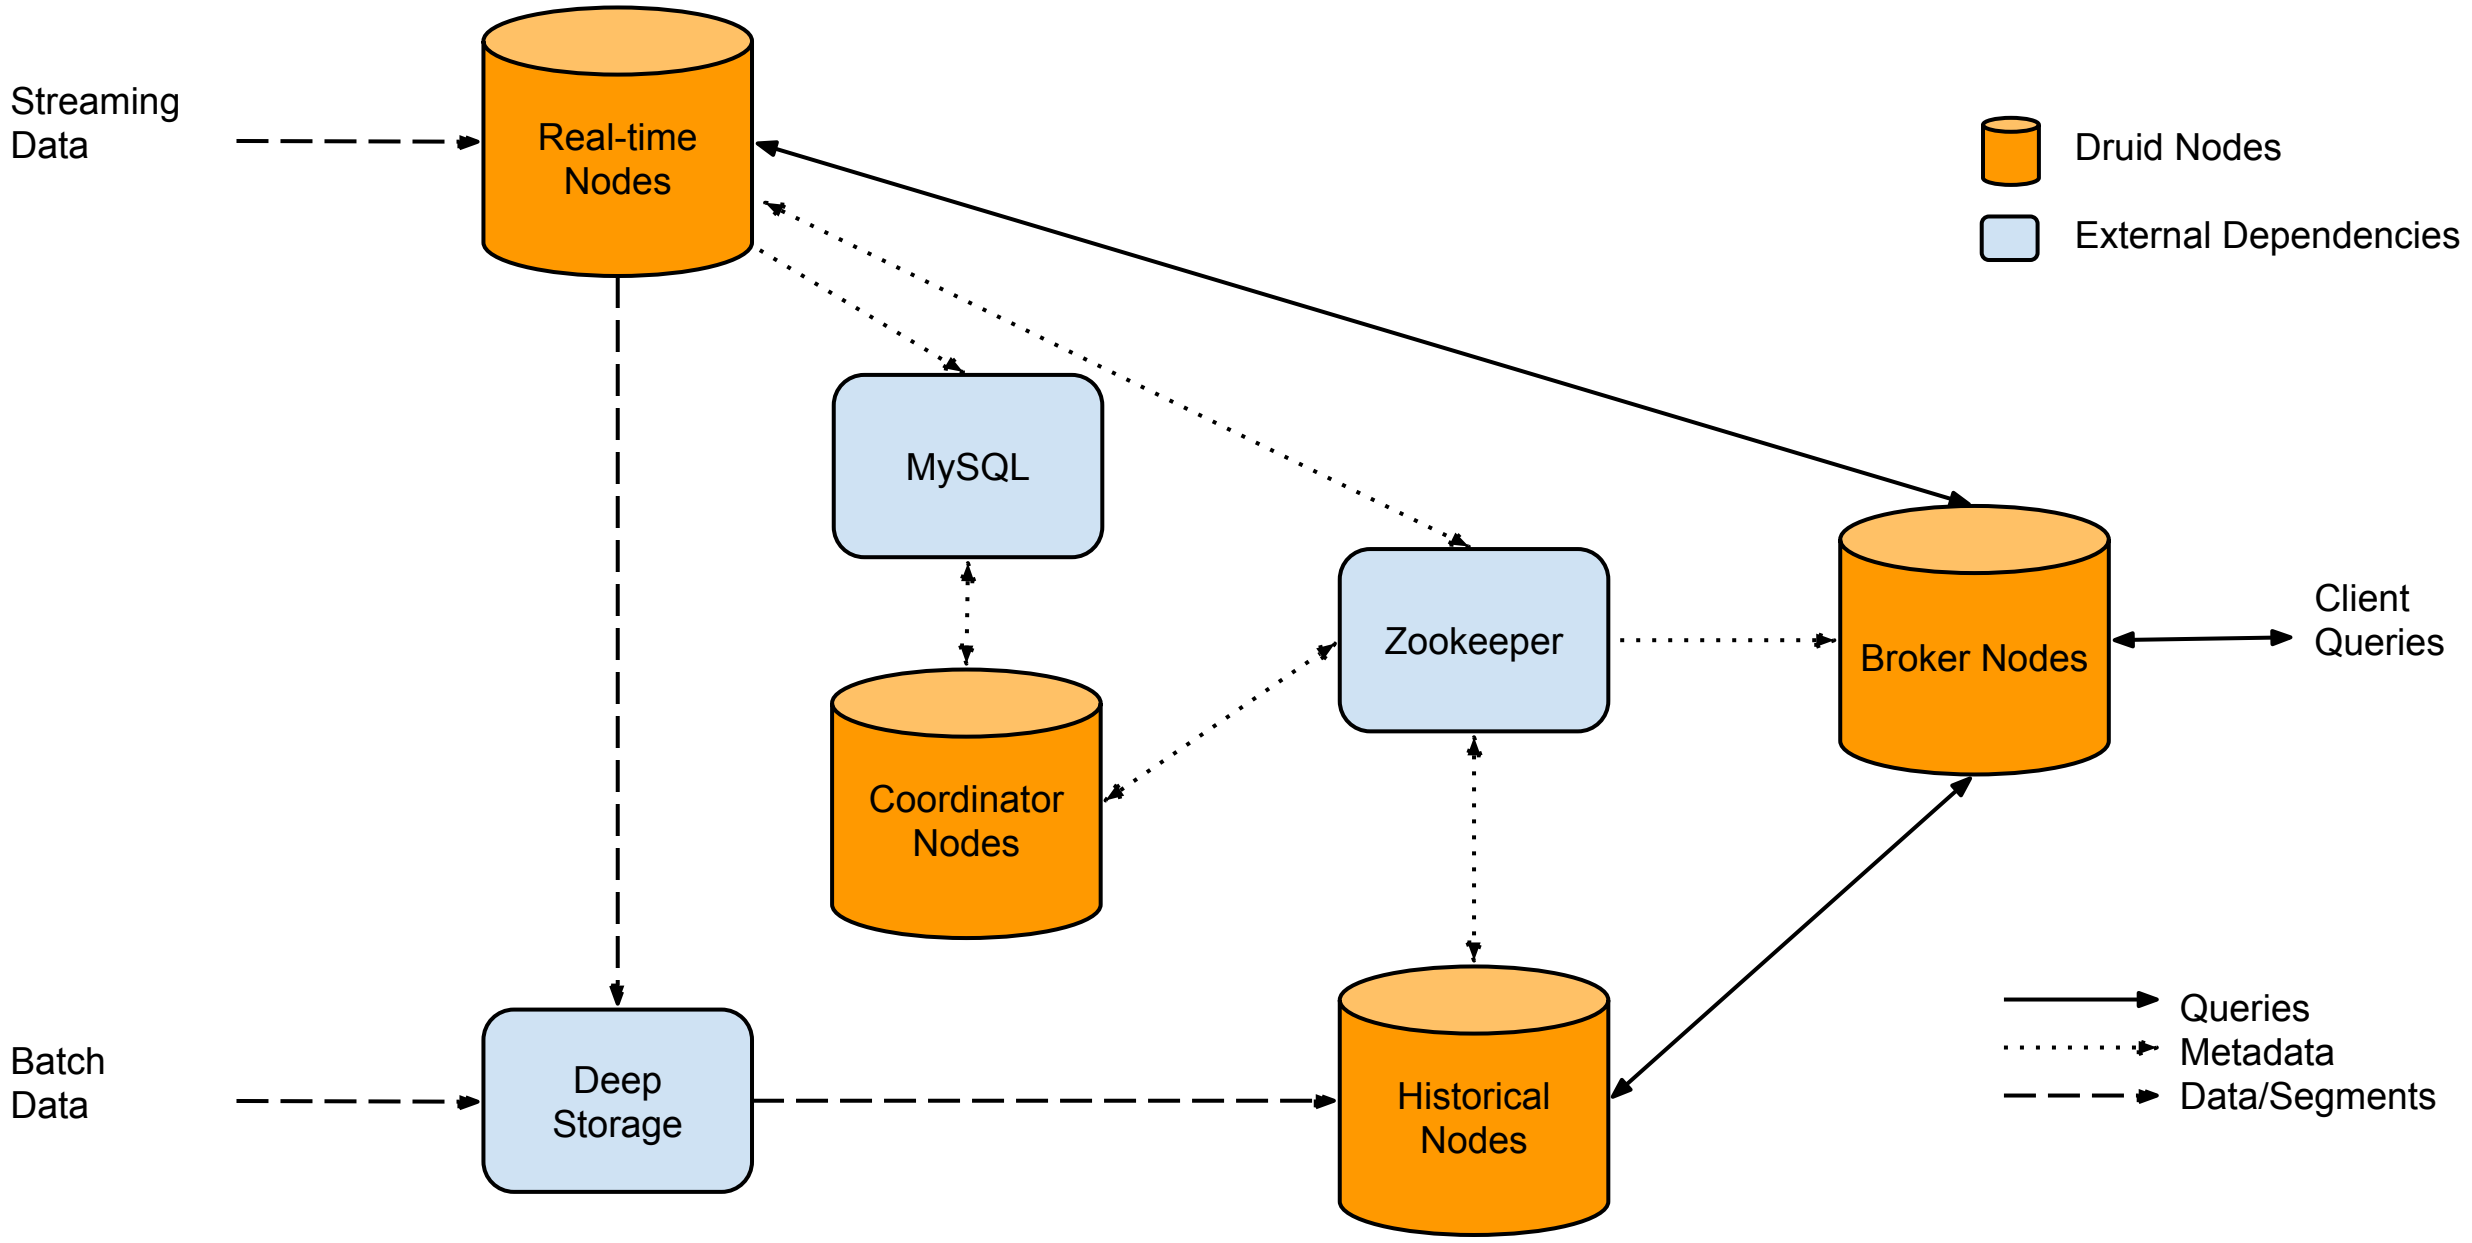 Streaming
Data
Real-time
Nodes
Druid Nodes
External Dependencies
MySQL
Zookeeper
Broker Nodes
Client
Queries
Coordinator
Nodes
Batch
Data
Deep
Storage
Historical
Nodes
Queries
Metadata
Data/Segments